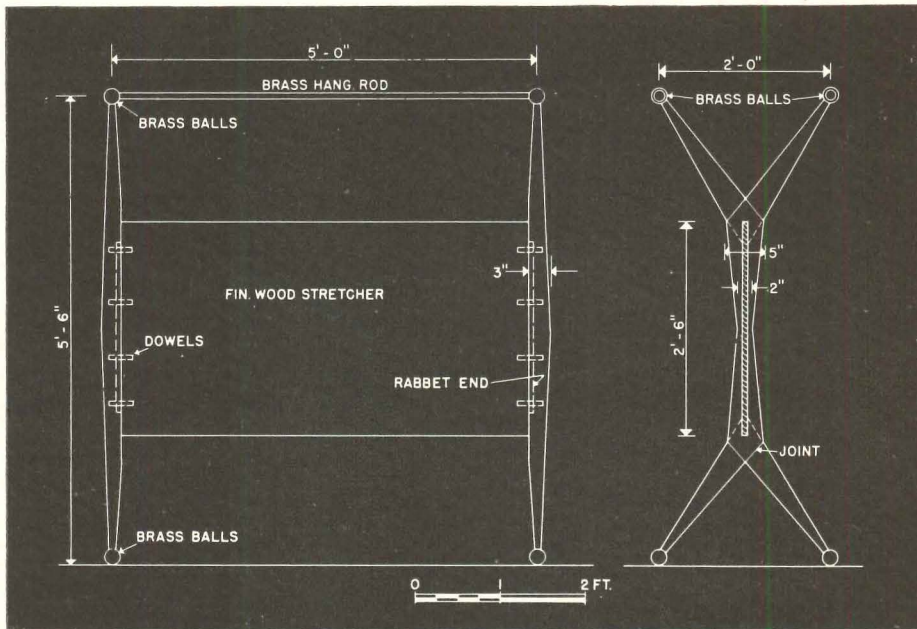 5'-0"
BRASS HANG. ROD
BRASS BALLS
5'-6"
3"
FIN. WOOD STRETCHER
DOWELS
RABBET END
BRASS BALLS
0 1 2 FT.
2'-0"
BRASS BALLS
5"
2"
2'-6"
JOINT